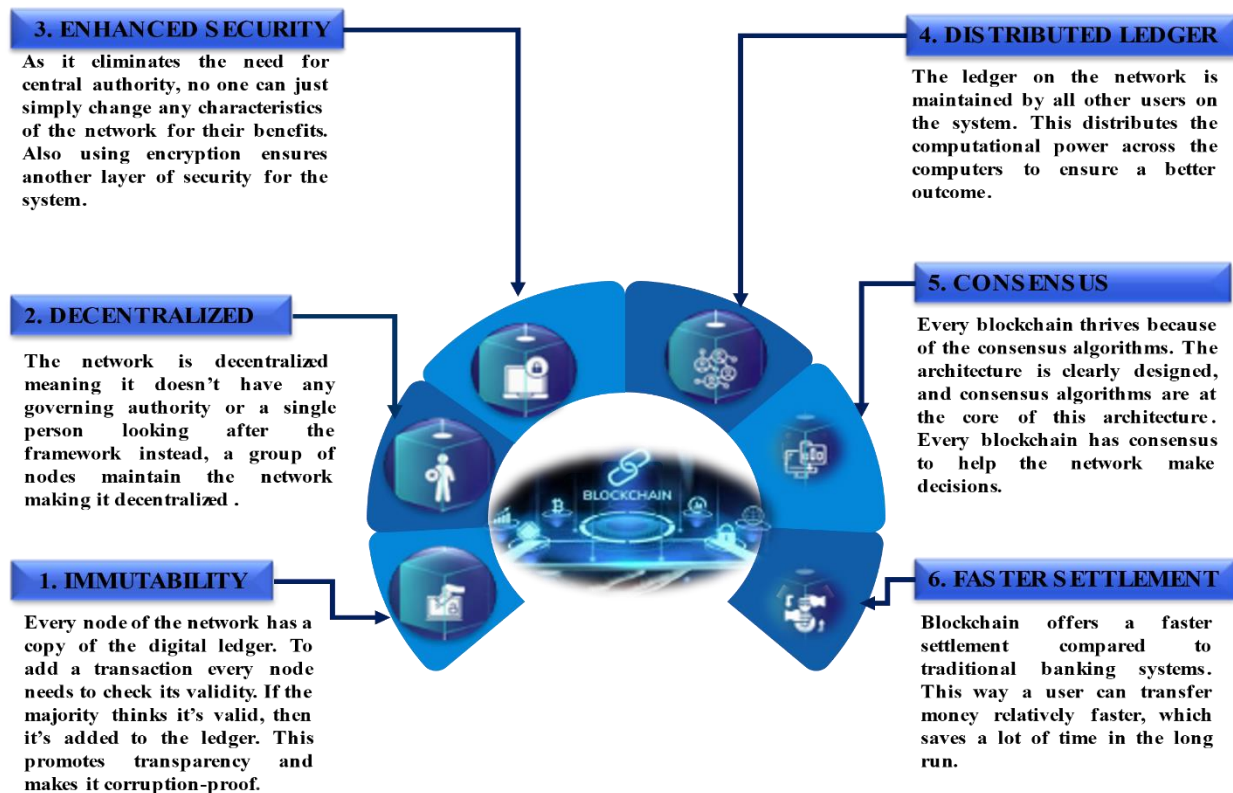 3. ENHANCED SECURITY
As it eliminates the need for
central authority, no one can just
simply change any characteristics
of the network for their benefits.
Also using encryption ensures
another layer of security for the
system.
2. DECENTRALIZED
The network is decentralized
meaning it doesn’t have any
governing authority or a single
person looking after the
framework instead, a group of
nodes maintain the network
making it decentralized .
1. IMMUTABILITY
Every node of the network has a
copy of the digital ledger. To
add a transaction every node
needs to check its validity. If the
majority thinks it’s valid, then
it’s added to the ledger. This
promotes transparency and
makes it corruption-proof.
BLOCKCHAIN
4. DISTRIBUTED LEDGER
The ledger on the network is
maintained by all other users on
the system. This distributes the
computational power across the
computers to ensure a better
outcome.
5. CONSENSUS
Every blockchain thrives because
of the consensus algorithms. The
architecture is clearly designed,
and consensus algorithms are at
the core of this architecture.
Every blockchain has consensus
to help the network make
decisions.
6. FASTER SETTLEMENT
Blockchain offers a faster
settlement compared to
traditional banking systems.
This way a user can transfer
money relatively faster, which
saves a lot of time in the long
run.